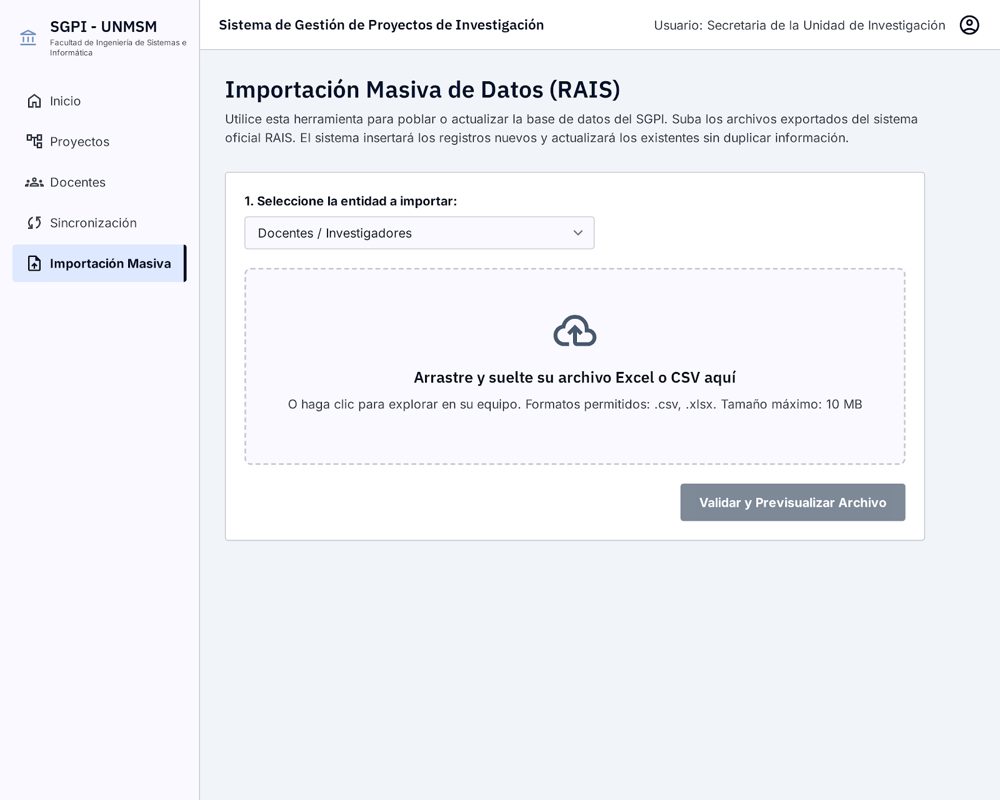 SGPI - UNMSM
Facultad de Ingeniería de Sistemas e
Informática
Inicio
Proyectos
Docentes
Sincronización
Importación Masiva
Sistema de Gestión de Proyectos de Investigación
Usuario: Secretaria de la Unidad de Investigación
Importación Masiva de Datos (RAIS)
Utilice esta herramienta para poblar o actualizar la base de datos del SGPI. Suba los archivos exportados del sistema
oficial RAIS. El sistema insertará los registros nuevos y actualizará los existentes sin duplicar información.
1. Seleccione la entidad a importar:
Docentes / Investigadores
Arrastre y suelte su archivo Excel o CSV aquí
O haga clic para explorar en su equipo. Formatos permitidos: .csv, .xlsx. Tamaño máximo: 10 MB
Validar y Previsualizar Archivo